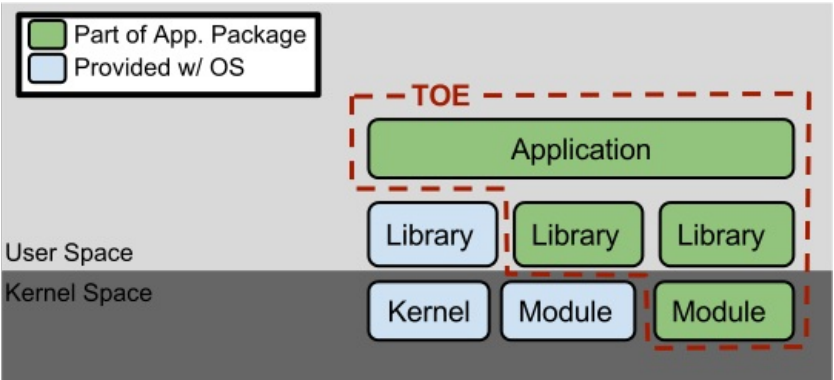 Part of App. Package
Provided w/ OS
TOE
Application
Library Library Library
User Space
Kernel Space
Kernel Module Module